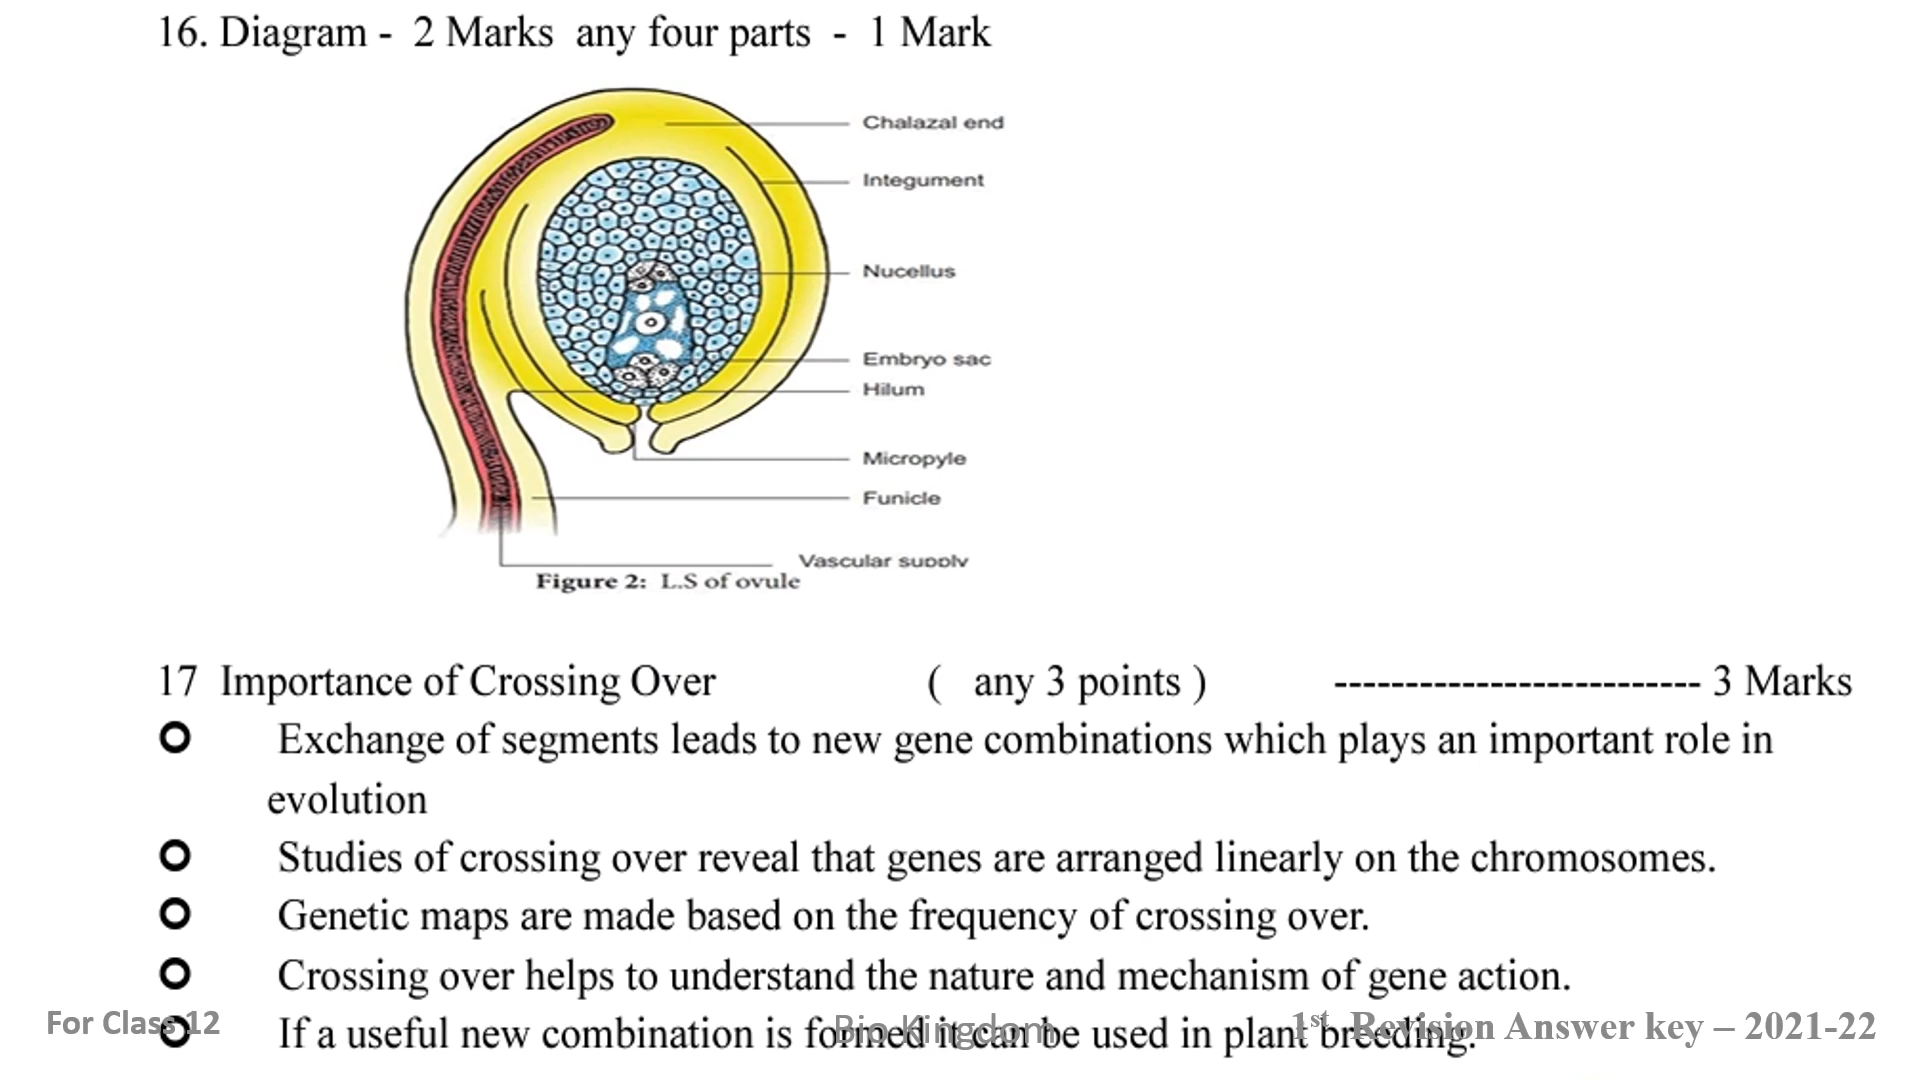 16. Diagram - 2 Marks any four parts - 1 Mark
Chalazal end
Integument
Nucellus
Embryo sac
Hilum
Micropyle
Funicle
Vascular supply
Figure 2: L.S of ovule
17 Importance of Crossing Over ( any 3 points ) -------------------------- 3 Marks
Exchange of segments leads to new gene combinations which plays an important role in
evolution
Studies of crossing over reveal that genes are arranged linearly on the chromosomes.
Genetic maps are made based on the frequency of crossing over.
Crossing over helps to understand the nature and mechanism of gene action.
If a useful new combination is formed it can be used in plant breeding.
For Class 12
Bio Kingdom
1st Revision Answer key – 2021-22